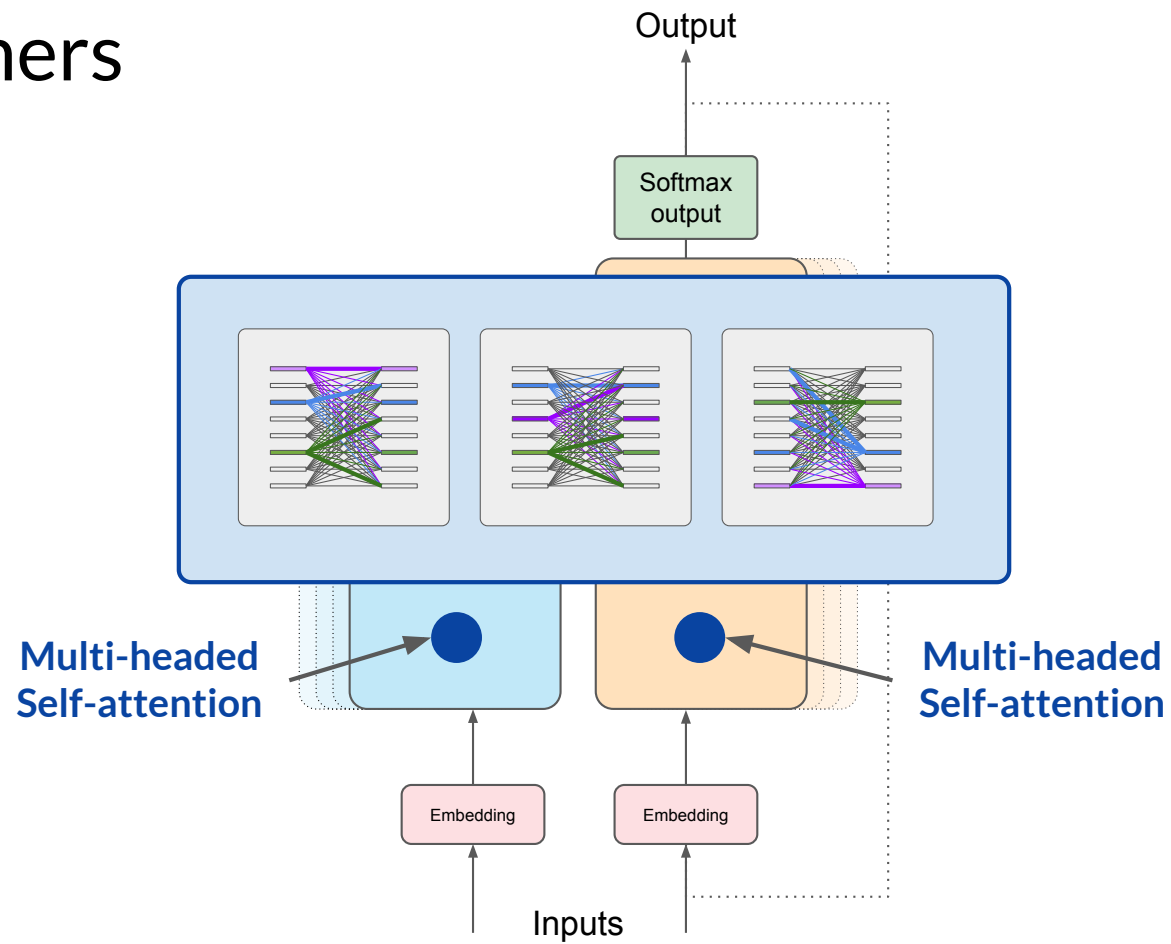 ners
Output
Softmax
output
Multi-headed
Self-attention
Multi-headed
Self-attention
Embedding
Embedding
Inputs